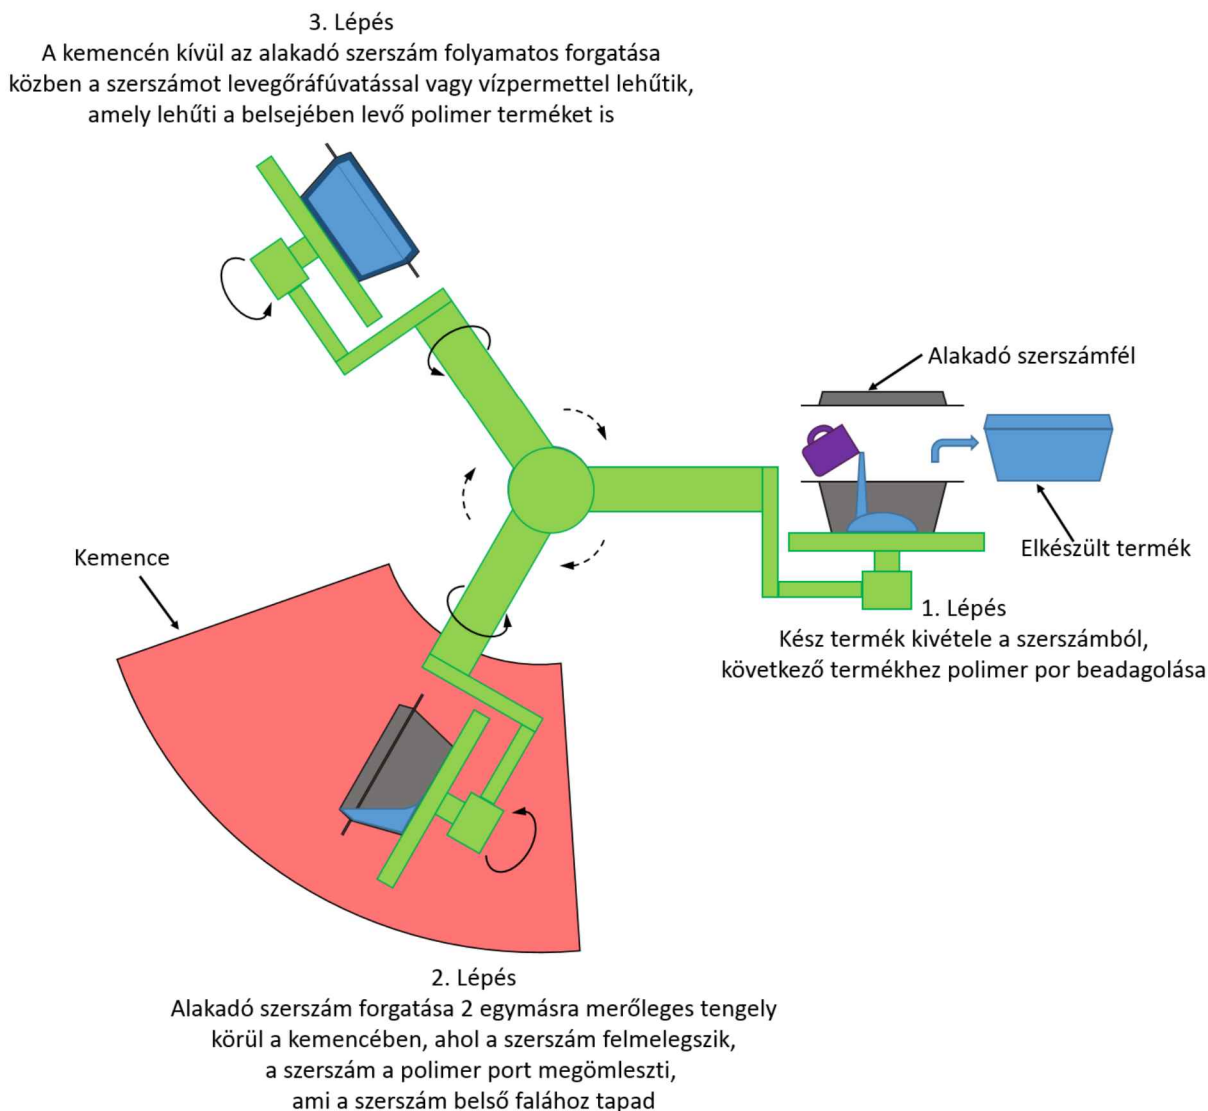 3. Lépés
A kemencén kívül az alakadó szerszám folyamatos forgatása
közben a szerszámot levegőráfúvatással vagy vízpermettel lehűtik,
amely lehűti a belsejében levő polimer terméket is
Alakadó szerszámfél
Elkészült termék
1. Lépés
Kész termék kivétele a szerszámból,
következő termékhez polimer por beadagolása
Kemence
2. Lépés
Alakadó szerszám forgatása 2 egymásra merőleges tengely
körül a kemencében, ahol a szerszám felmelegszik,
a szerszám a polimer port megömleszti,
ami a szerszám belső falához tapad